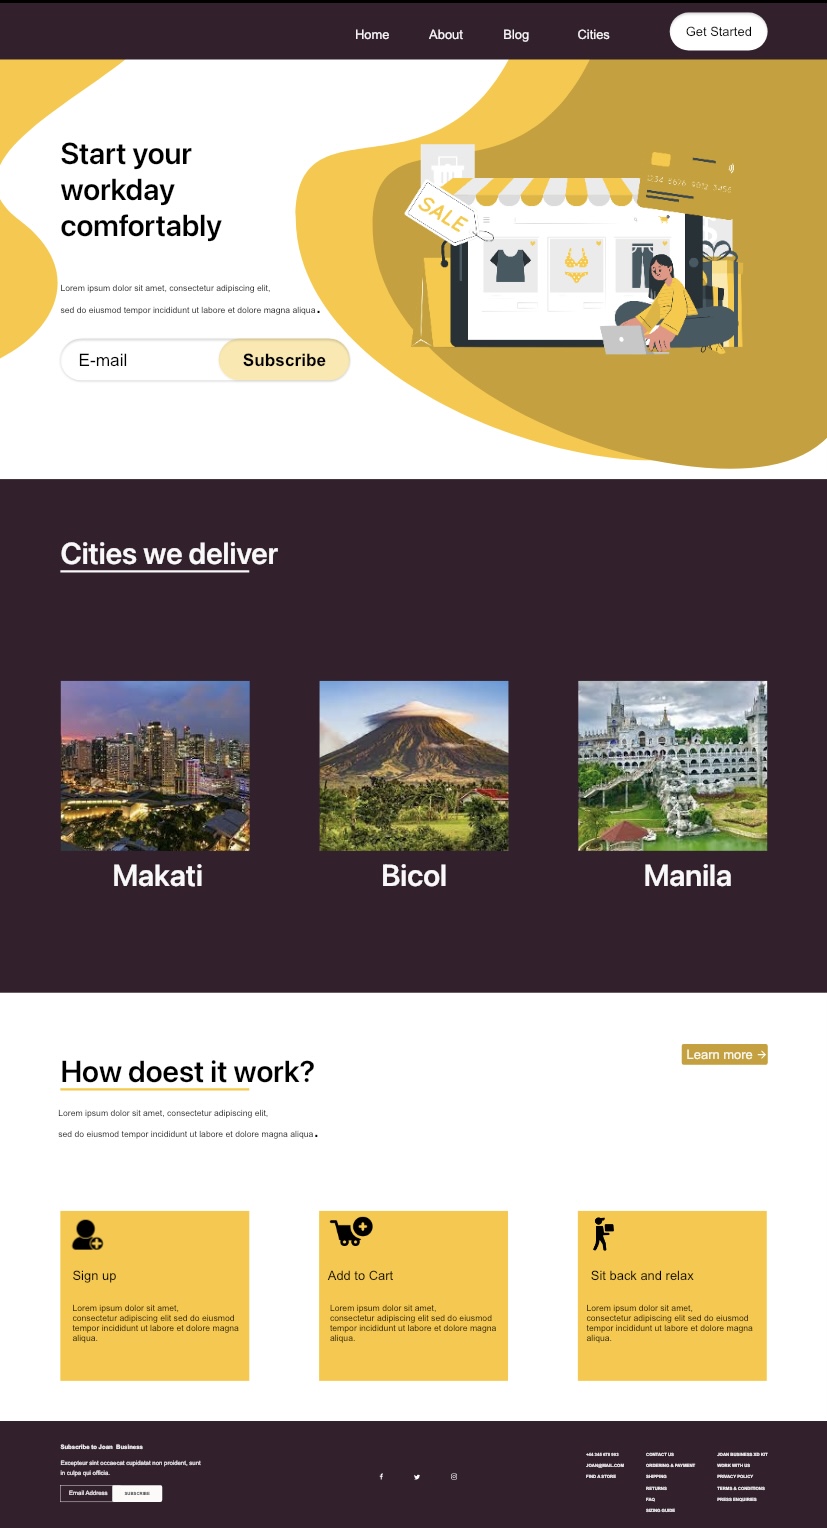 Home About Blog Cities Get Started
Start your
workday
comfortably
SALE
Lorem ipsum dolor sit amet, consectetur adipiscing elit,
sed do eiusmod tempor incididunt ut labore et dolore magna aliqua.
E-mail Subscribe
Cities we deliver
Makati Bicol Manila
Learn more →
How doest it work?
Lorem ipsum dolor sit amet, consectetur adipiscing elit,
sed do eiusmod tempor incididunt ut labore et dolore magna aliqua.
Sign up
Lorem ipsum dolor sit amet,
consectetur adipiscing elit sed do eiusmod
tempor incididunt ut labore et dolore magna
aliqua.
Add to Cart
Lorem ipsum dolor sit amet,
consectetur adipiscing elit sed do eiusmod
tempor incididunt ut labore et dolore magna
aliqua.
Sit back and relax
Lorem ipsum dolor sit amet,
consectetur adipiscing elit sed do eiusmod
tempor incididunt ut labore et dolore magna
aliqua.
Subscribe to Joan Business
Excepteur sint occaecat cupidatat non proident, sunt
in culpa qui officia.
Email Address SUBSCRIBE
JOAN@MAIL.COM
FIND A STORE
CONTACT US
ORDERING & PAYMENT
SHIPPING
RETURNS
FAQ
SIZING GUIDE
JOAN BUSINESS XD KIT
WORK WITH US
PRIVACY POLICY
TERMS & CONDITIONS
PRESS ENQUIRIES